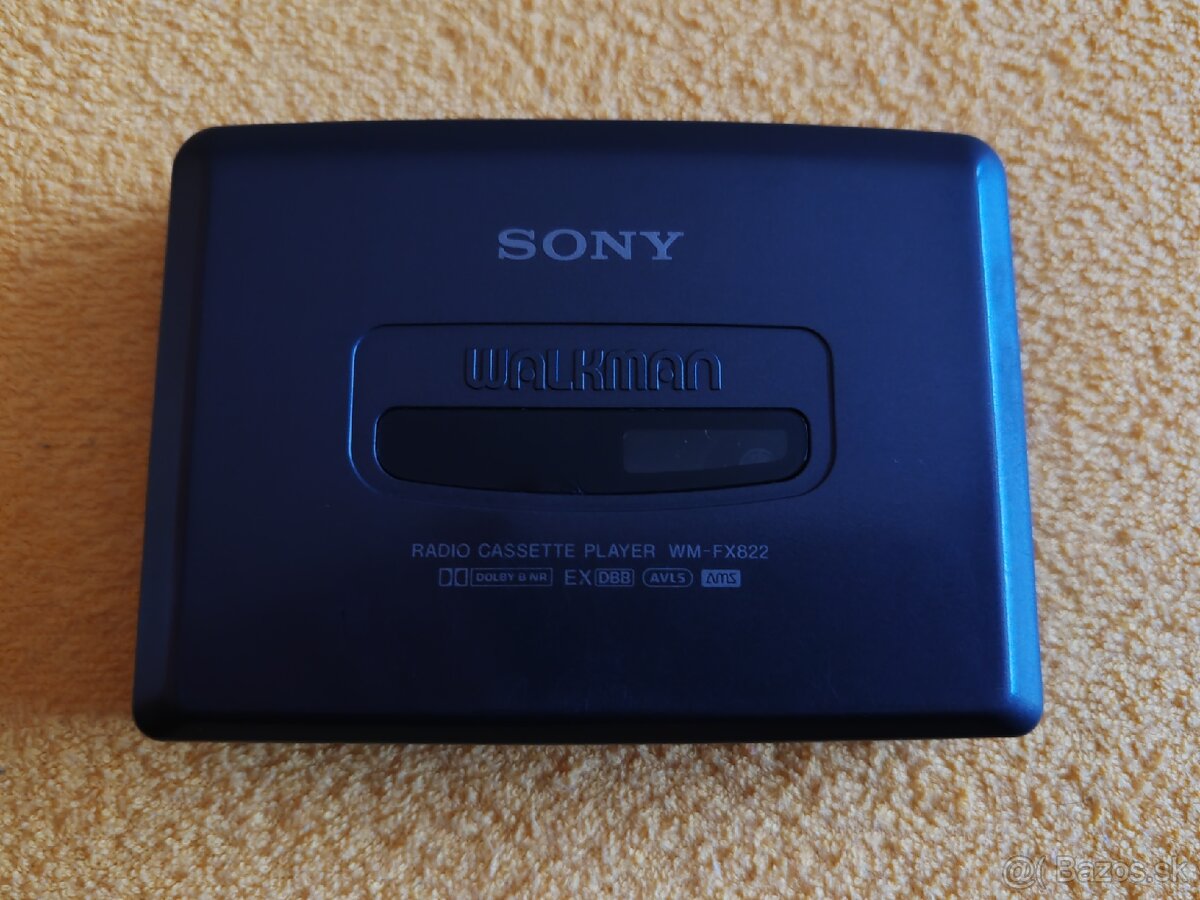 SONY
WALKMAN
RADIO CASSETTE PLAYER WM-FX822
DOLBY B NR EX DBB AVLS AMS
@( Bazos.sk